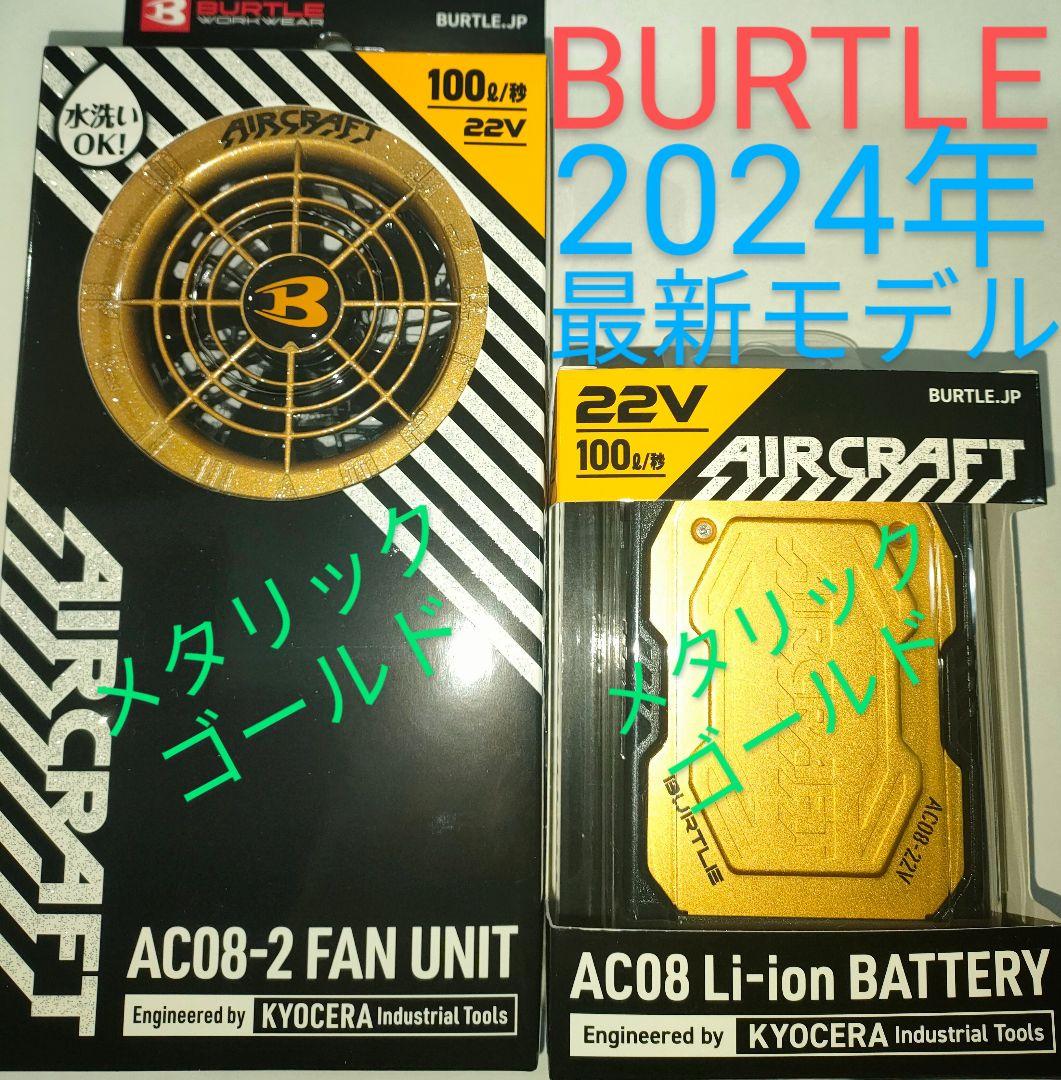 BURTLE
WORKWEAR
BURTLE.JP
水洗い
OK!
100ℓ/秒
22V
AIRCRAFT
B
AIRCRAFT
メタリック
ゴールド
AC08-2 FAN UNIT
Engineered by KYOCERA Industrial Tools
BURTLE
2024年
最新モデル
22V
100ℓ/秒
BURTLE.JP
AIRCRAFT
AIRCRAFT
メタリック
ゴールド
BURTLE
AC08-22V
AC08 Li-ion BATTERY
Engineered by KYOCERA Industrial Tools